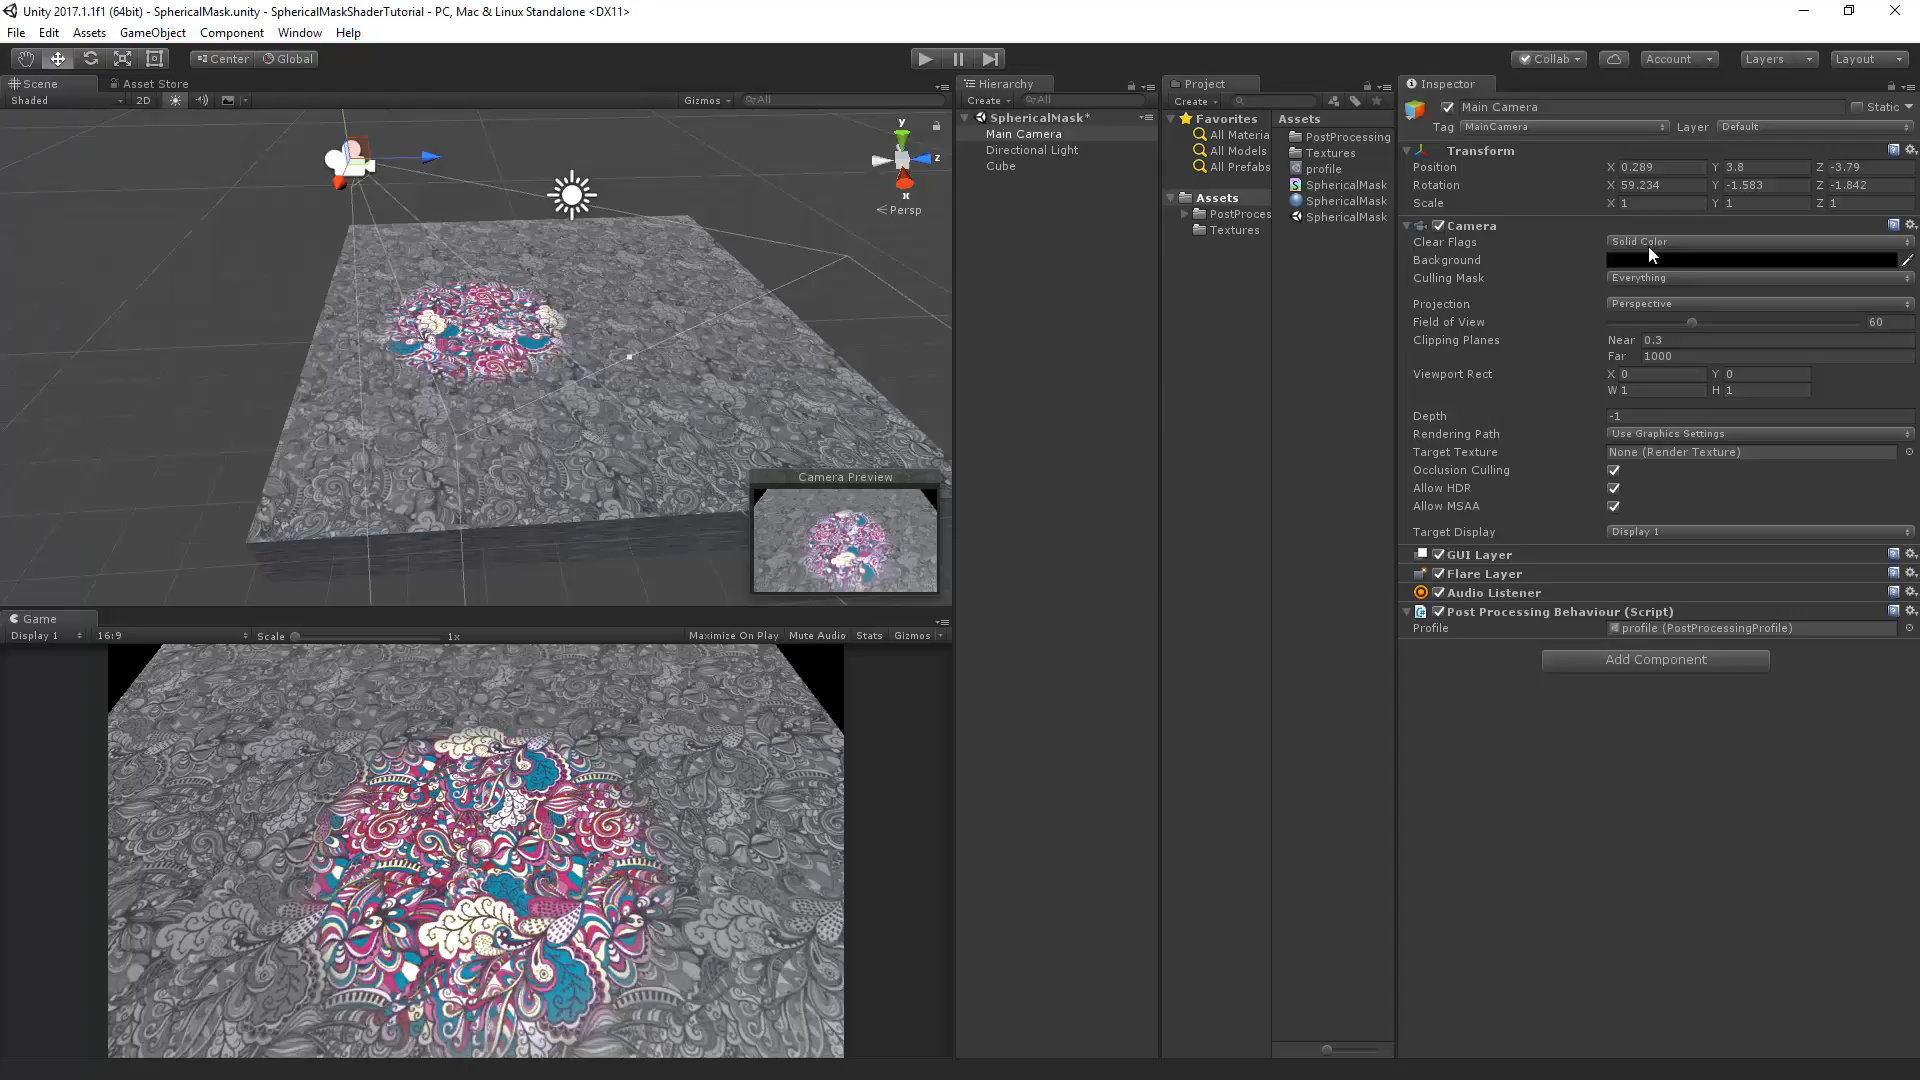 Unity 2017.1.1f1 (64bit) - SphericalMask.unity - SphericalMaskShaderTutorial - PC, Mac & Linux Standalone <DX11>
File Edit Assets GameObject Component Window Help
Center Global Collab Account Layers Layout
Scene Asset Store
Shaded 2D Gizmos All
y
z
x
Persp
Camera Preview
Game
Display 1 16:9 Scale 1x Maximize On Play Mute Audio Stats Gizmos
Hierarchy
Create All
SphericalMask*
Main Camera
Directional Light
Cube
Project
Create
Favorites
All Materia
All Models
All Prefabs
Assets
PostProces
Textures
Assets
PostProcessing
Textures
profile
SphericalMask
SphericalMask
SphericalMask
Inspector
Main Camera Static
Tag MainCamera Layer Default
Transform
Position X 0.289 Y 3.8 Z -3.79
Rotation X 59.234 Y -1.583 Z -1.842
Scale X 1 Y 1 Z 1
Camera
Clear Flags Solid Color
Background
Culling Mask Everything
Projection Perspective
Field of View 60
Clipping Planes Near 0.3
Far 1000
Viewport Rect X 0 Y 0
W 1 H 1
Depth -1
Rendering Path Use Graphics Settings
Target Texture None (Render Texture)
Occlusion Culling
Allow HDR
Allow MSAA
Target Display Display 1
GUI Layer
Flare Layer
Audio Listener
Post Processing Behaviour (Script)
Profile profile (PostProcessingProfile)
Add Component